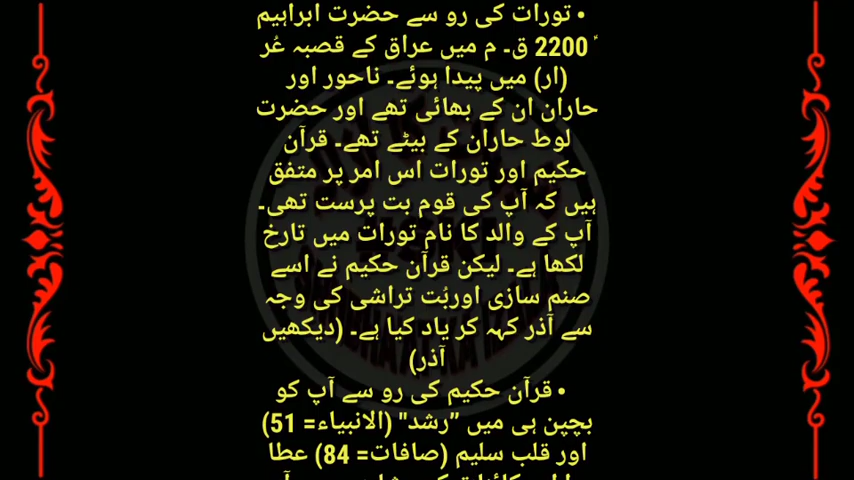 • تورات کی رو سے حضرت ابراہیم
ؑ 2200 ق۔ م میں عراق کے قصبہ عُر
(ار) میں پیدا ہوئے۔ ناحور اور
حاران ان کے بھائی تھے اور حضرت
لوط حاران کے بیٹے تھے۔ قرآن
حکیم اور تورات اس امر پر متفق
ہیں کہ آپ کی قوم بت پرست تھی۔
آپ کے والد کا نام تورات میں تارخ
لکھا ہے۔ لیکن قرآن حکیم نے اسے
صنم سازی اوربُت تراشی کی وجہ
سے آذر کہہ کر یاد کیا ہے۔ (دیکھیں
آذر)
• قرآن حکیم کی رو سے آپ کو
بچپن ہی میں ”رشد" (الانبیاء= 51)
اور قلب سلیم (صافات= 84) عطا